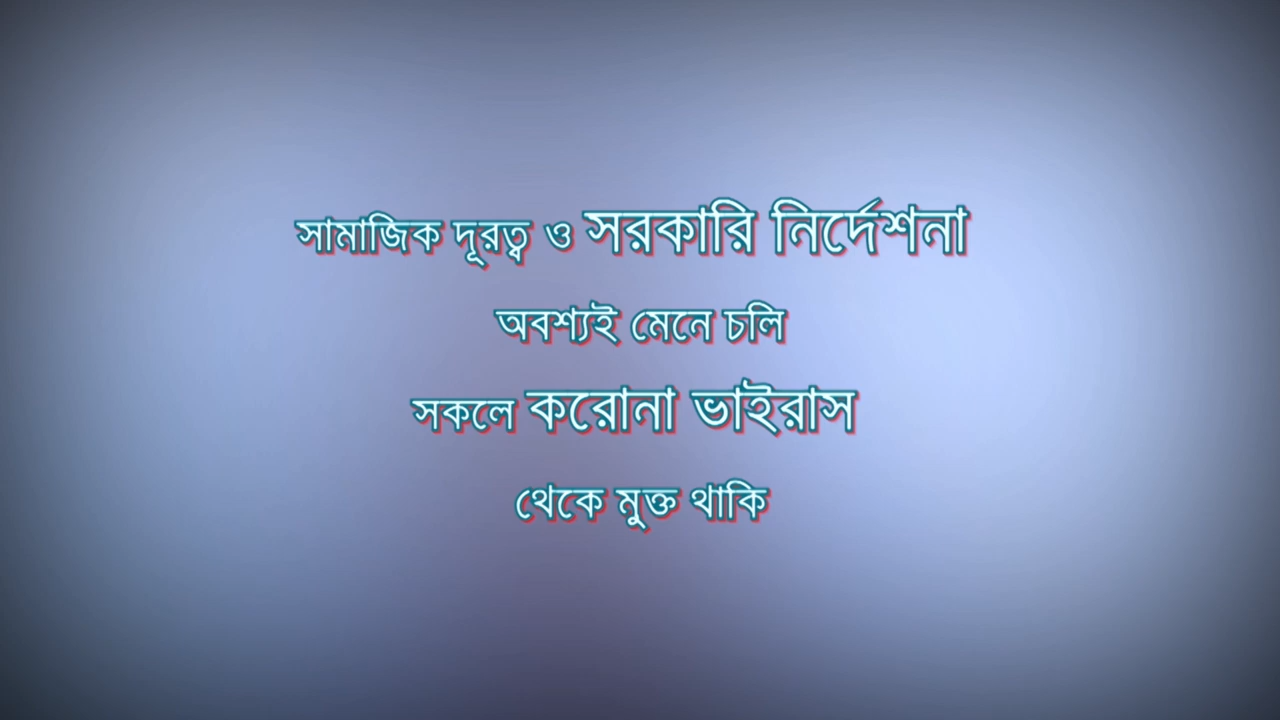 সামাজিক দূরত্ব ও সরকারি নির্দেশনা
অবশ্যই মেনে চলি
সকলে করোনা ভাইরাস
থেকে মুক্ত থাকি